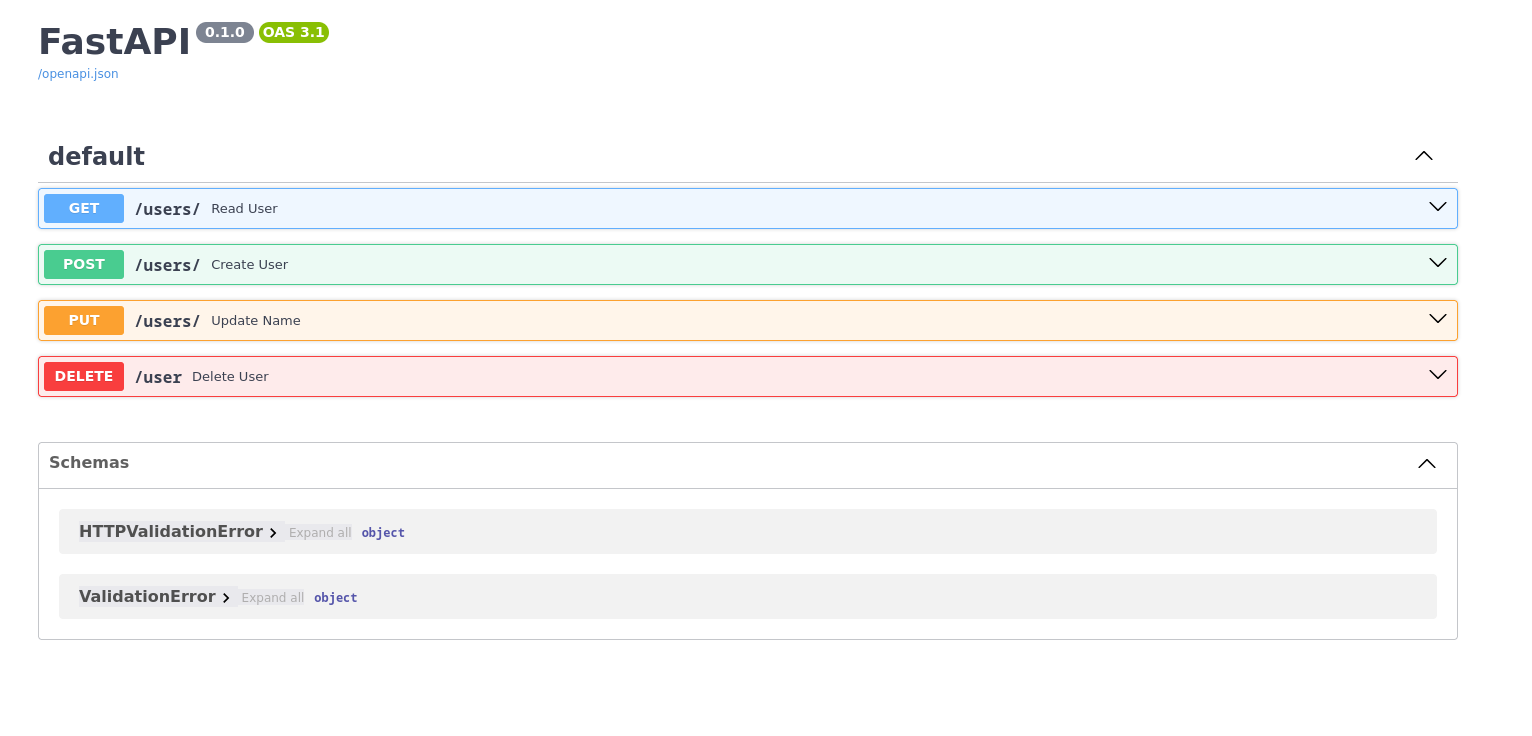 FastAPI 0.1.0 OAS 3.1
/openapi.json
default
GET /users/ Read User
POST /users/ Create User
PUT /users/ Update Name
DELETE /user Delete User
Schemas
HTTPValidationError Expand all object
ValidationError Expand all object